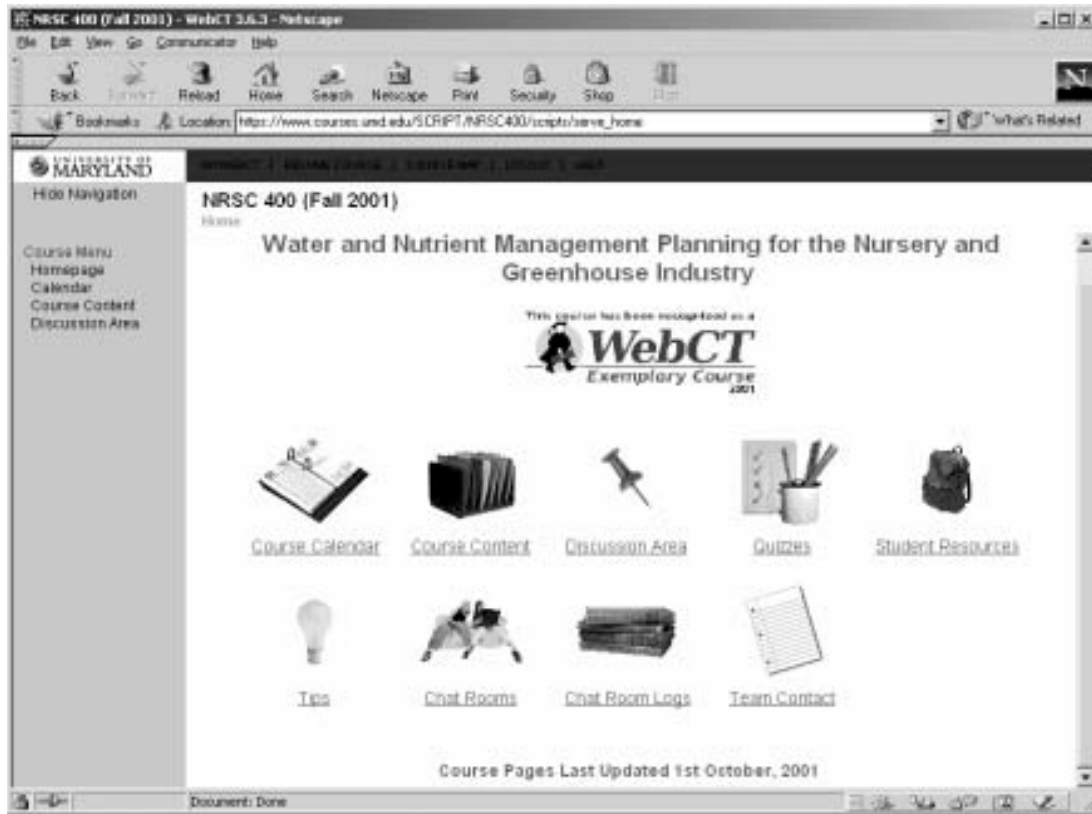 NRSC 400 (Fall 2001) - WebCT 3.6.3 - Netscape
File Edit View Go Communicator Help
Back Forward Reload Home Search Netscape Print Security Shop
Bookmarks Location: https://www.courses.umd.edu/SCRIPT/NRSC400/scripts/serve_home What's Related
UNIVERSITY OF
MARYLAND
Hide Navigation
Course Menu
Homepage
Calendar
Course Content
Discussion Area
NRSC 400 (Fall 2001)
Home
Water and Nutrient Management Planning for the Nursery and
Greenhouse Industry
This course has been recognized as a
WebCT
Exemplary Course
2001
Course Calendar Course Content Discussion Area Quizzes Student Resources
Tips Chat Rooms Chat Room Logs Team Contact
Course Pages Last Updated 1st October, 2001
Document: Done